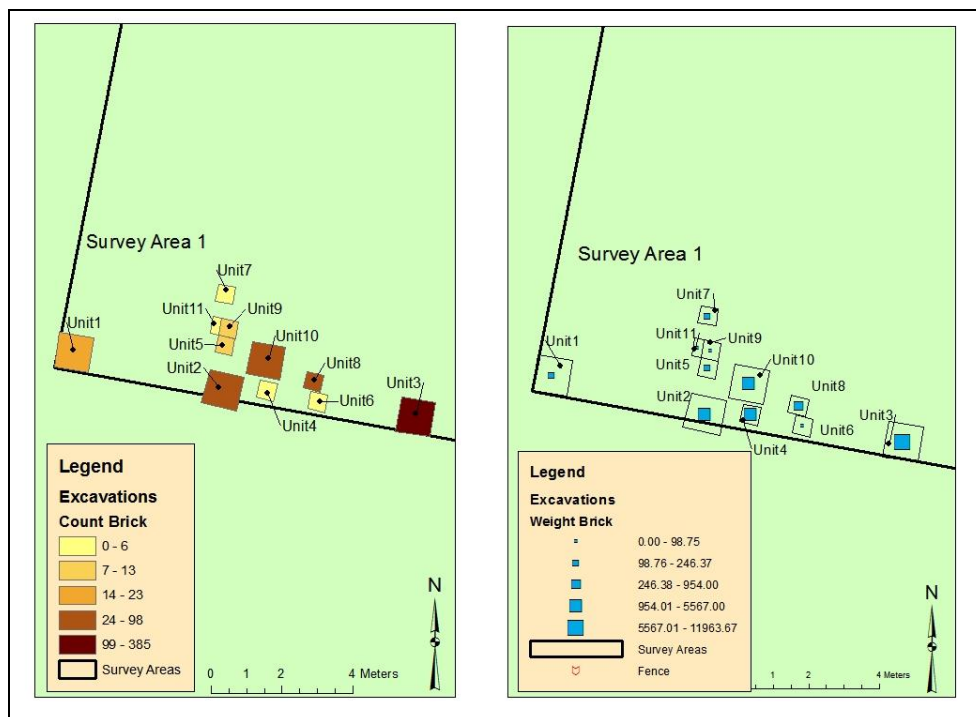 Survey Area 1
Unit7
Unit11
Unit9
Unit1
Unit5
Unit10
Unit2
Unit8
Unit3
Unit6
Unit4
Legend
Excavations
Count Brick
0 - 6
7 - 13
14 - 23
24 - 98
99 - 385
Survey Areas
0 1 2 4 Meters
N
Survey Area 1
Unit7
Unit11
Unit9
Unit1
Unit5
Unit10
Unit2
Unit8
Unit3
Unit6
Unit4
Legend
Excavations
Weight Brick
0.00 - 98.75
98.76 - 246.37
246.38 - 954.00
954.01 - 5567.00
5567.01 - 11963.67
Survey Areas
Fence
1 2 4 Meters
N